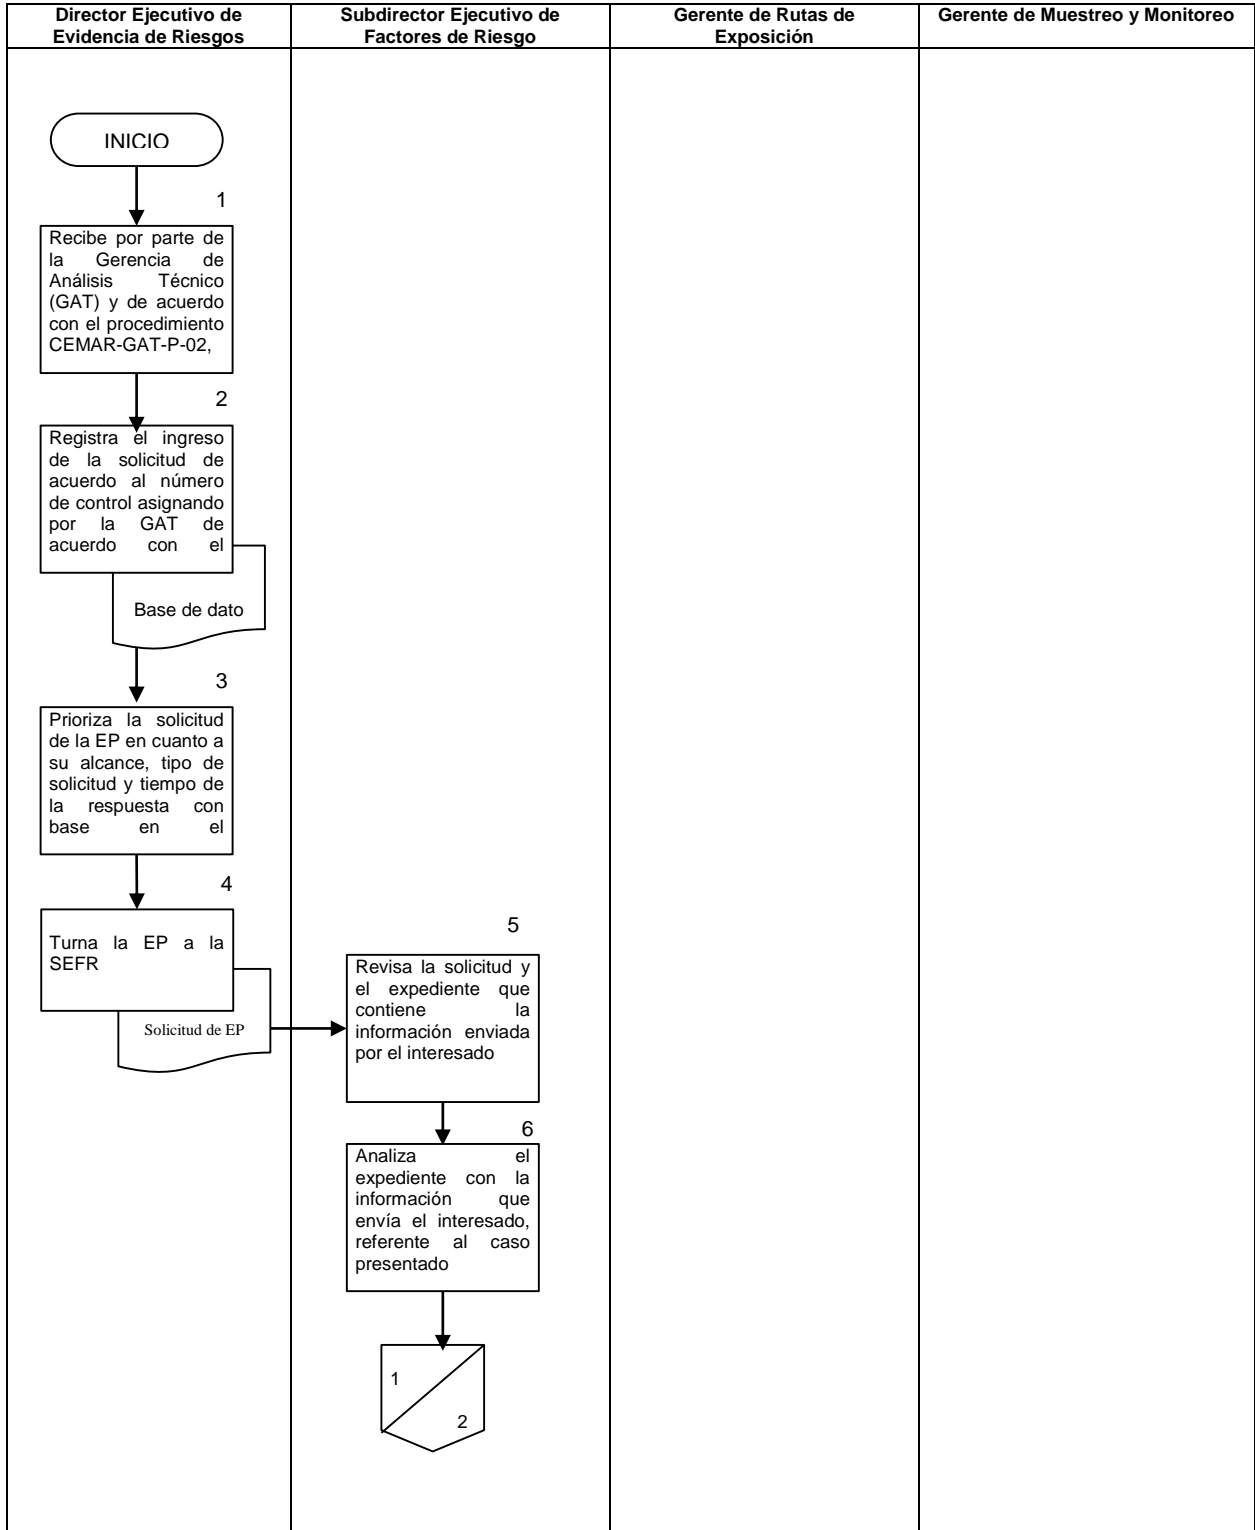 Director Ejecutivo de
Evidencia de Riesgos
Subdirector Ejecutivo de
Factores de Riesgo
Gerente de Rutas de
Exposición
Gerente de Muestreo y Monitoreo
INICIO
1
Recibe por parte de
la Gerencia de
Análisis Técnico
(GAT) y de acuerdo
con el procedimiento
CEMAR-GAT-P-02,
2
Registra el ingreso
de la solicitud de
acuerdo al número
de control asignando
por la GAT de
acuerdo con el
Base de dato
3
Prioriza la solicitud
de la EP en cuanto a
su alcance, tipo de
solicitud y tiempo de
la respuesta con
base en el
4
Turna la EP a la
SEFR
Solicitud de EP
5
Revisa la solicitud y
el expediente que
contiene la
información enviada
por el interesado
6
Analiza el
expediente con la
información que
envía el interesado,
referente al caso
presentado
1
2